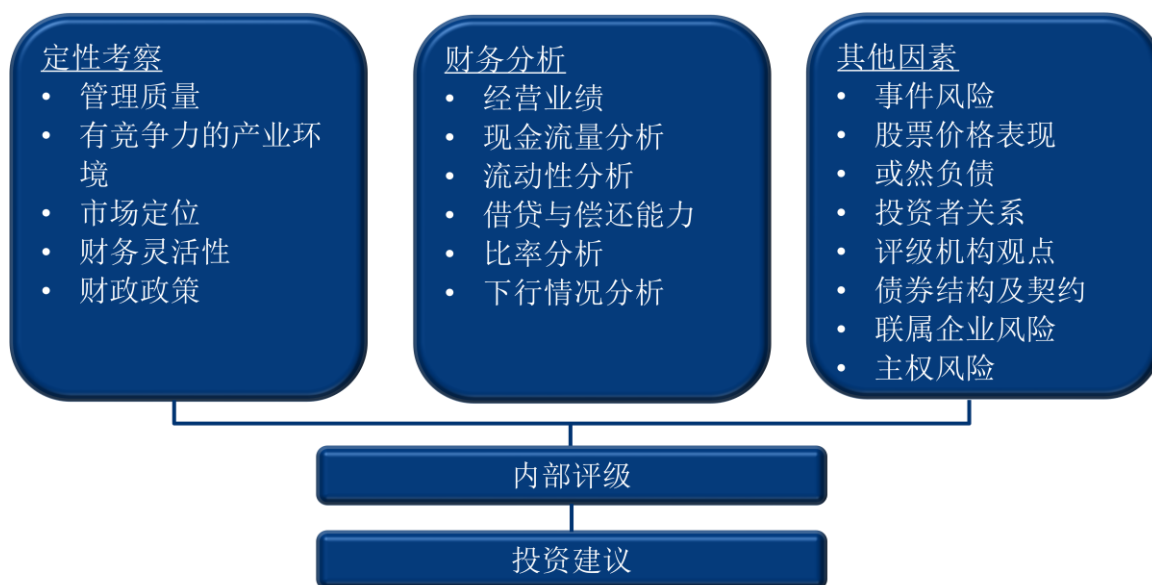 定性考察
• 管理质量
• 有竞争力的产业环
境
• 市场定位
• 财务灵活性
• 财政政策
财务分析
• 经营业绩
• 现金流量分析
• 流动性分析
• 借贷与偿还能力
• 比率分析
• 下行情况分析
其他因素
• 事件风险
• 股票价格表现
• 或然负债
• 投资者关系
• 评级机构观点
• 债券结构及契约
• 联属企业风险
• 主权风险
内部评级
投资建议